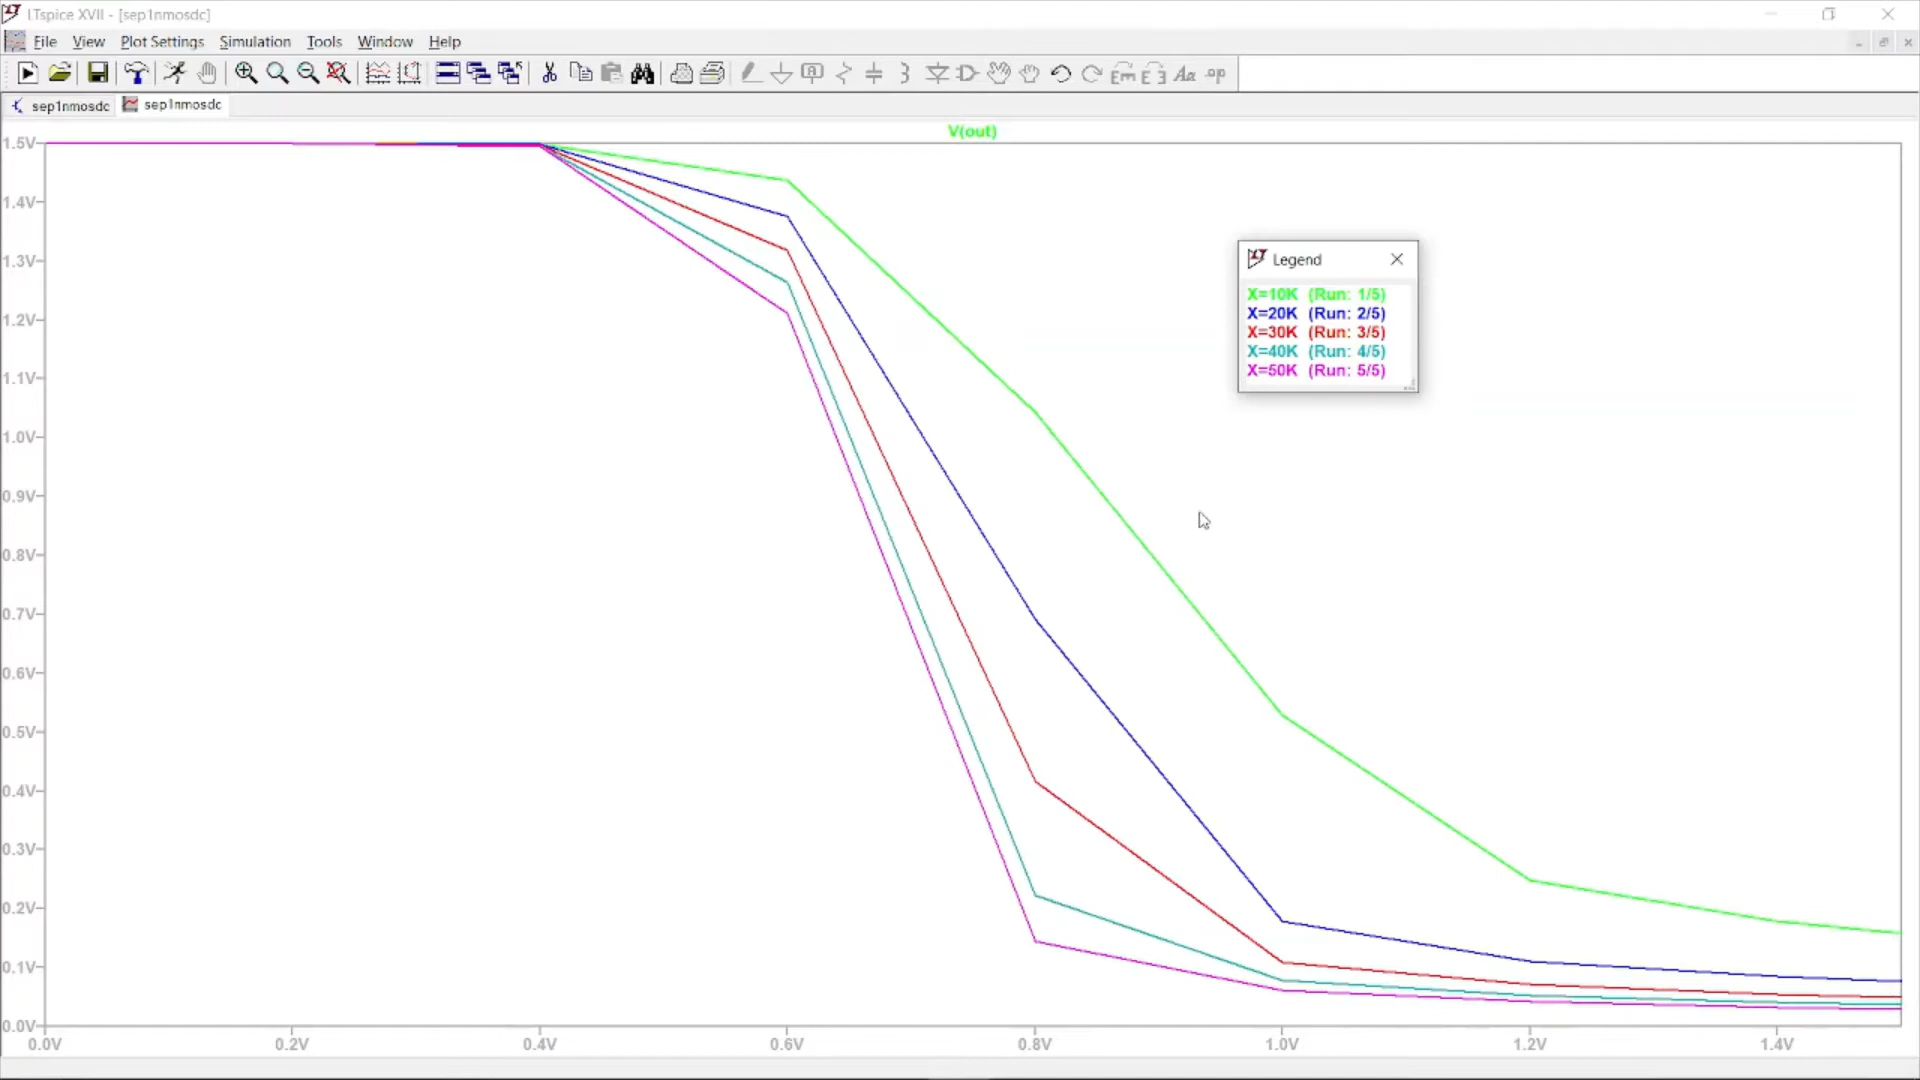 LTspice XVII - [sep1nmosdc]
File View Plot Settings Simulation Tools Window Help
sep1nmosdc sep1nmosdc
V(out)
1.5V
1.4V
1.3V
1.2V
1.1V
1.0V
0.9V
0.8V
0.7V
0.6V
0.5V
0.4V
0.3V
0.2V
0.1V
0.0V
Legend
X=10K (Run: 1/5)
X=20K (Run: 2/5)
X=30K (Run: 3/5)
X=40K (Run: 4/5)
X=50K (Run: 5/5)
0.0V 0.2V 0.4V 0.6V 0.8V 1.0V 1.2V 1.4V